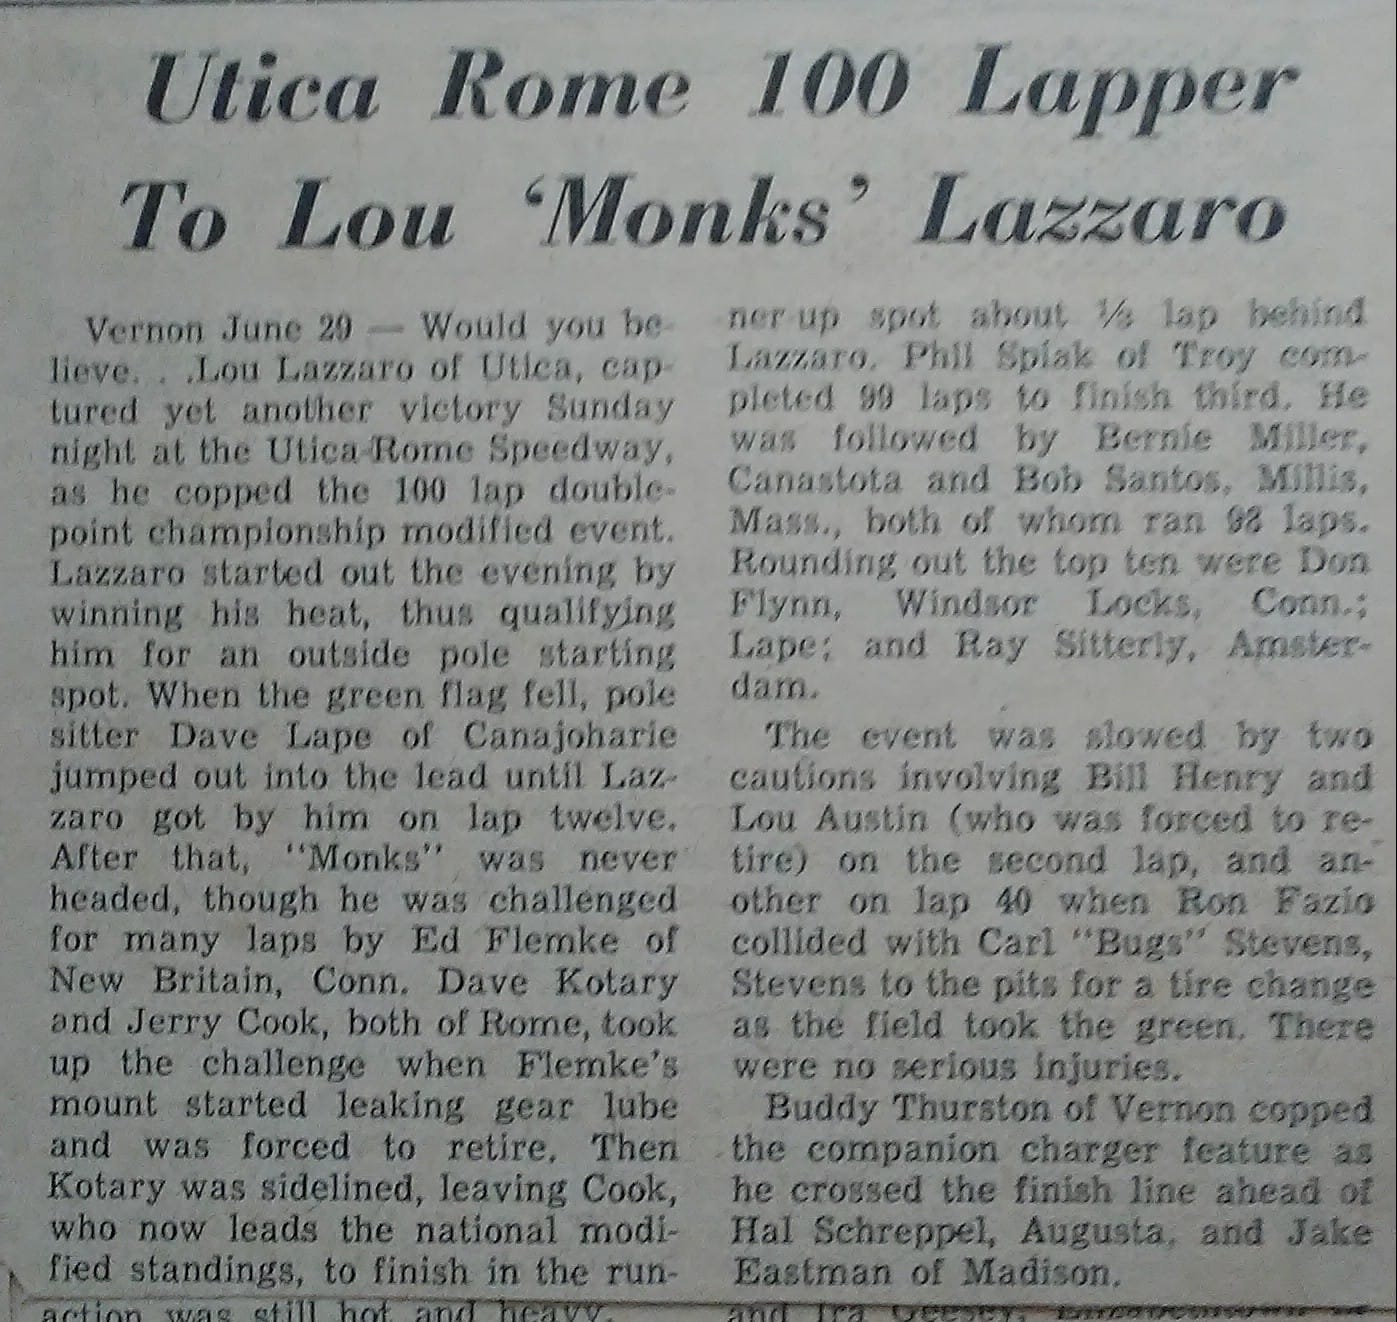 Utica Rome 100 Lapper
To Lou ‘Monks’ Lazzaro
Vernon June 29 — Would you be-
lieve. . .Lou Lazzaro of Utica, cap-
tured yet another victory Sunday
night at the Utica-Rome Speedway,
as he copped the 100 lap double-
point championship modified event.
Lazzaro started out the evening by
winning his heat, thus qualifying
him for an outside pole starting
spot. When the green flag fell, pole
sitter Dave Lape of Canajoharie
jumped out into the lead until Laz-
zaro got by him on lap twelve.
After that, "Monks" was never
headed, though he was challenged
for many laps by Ed Flemke of
New Britain, Conn. Dave Kotary
and Jerry Cook, both of Rome, took
up the challenge when Flemke's
mount started leaking gear lube
and was forced to retire. Then
Kotary was sidelined, leaving Cook,
who now leads the national modi-
fied standings, to finish in the run-
action was still hot and heavy.
ner-up spot about lap behind
Lazzaro. Phil Spiak of Troy com-
pleted 99 laps to finish third. He
was followed by Bernie Miller,
Canastota and Bob Santos, Millis,
Mass., both of whom ran 98 laps.
Rounding out the top ten were Don
Flynn, Windsor Locks, Conn.;
Lape; and Ray Sitterly, Amster-
dam.
The event was slowed by two
cautions involving Bill Henry and
Lou Austin (who was forced to re-
tire) on the second lap, and an-
other on lap 40 when Ron Fazio
collided with Carl "Bugs" Stevens,
Stevens to the pits for a tire change
as the field took the green. There
were no serious injuries.
Buddy Thurston of Vernon copped
the companion charger feature as
he crossed the finish line ahead of
Hal Schreppel, Augusta, and Jake
Eastman of Madison.
and Ira Geesey,